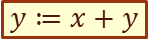 y := x + y